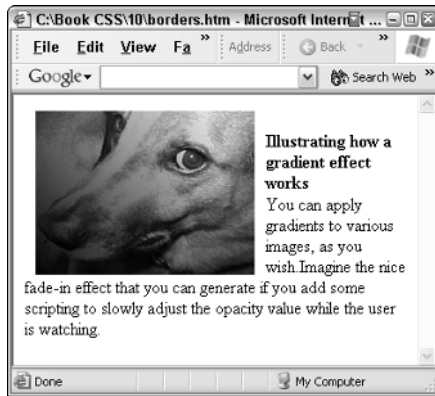 C:\Book CSS\10\borders.htm - Microsoft Intern t ...
File Edit View Fa » Address Back »
Google Search Web »
Illustrating how a
gradient effect
works
You can apply
gradients to various
images, as you
wish.Imagine the nice
fade-in effect that you can generate if you add some
scripting to slowly adjust the opacity value while the user
is watching.
Done My Computer